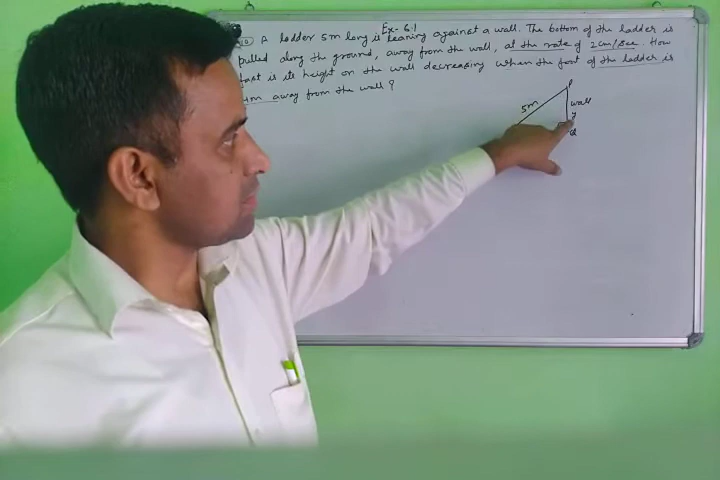 Ex- 6.1
10) A ladder 5m long is leaning against a wall. The bottom of the ladder is
pulled along the ground, away from the wall, at the rate of 2cm/sec. How
fast is its height on the wall decreasing when the foot of the ladder is
4m away from the wall?
P
5m
wall
y
Q